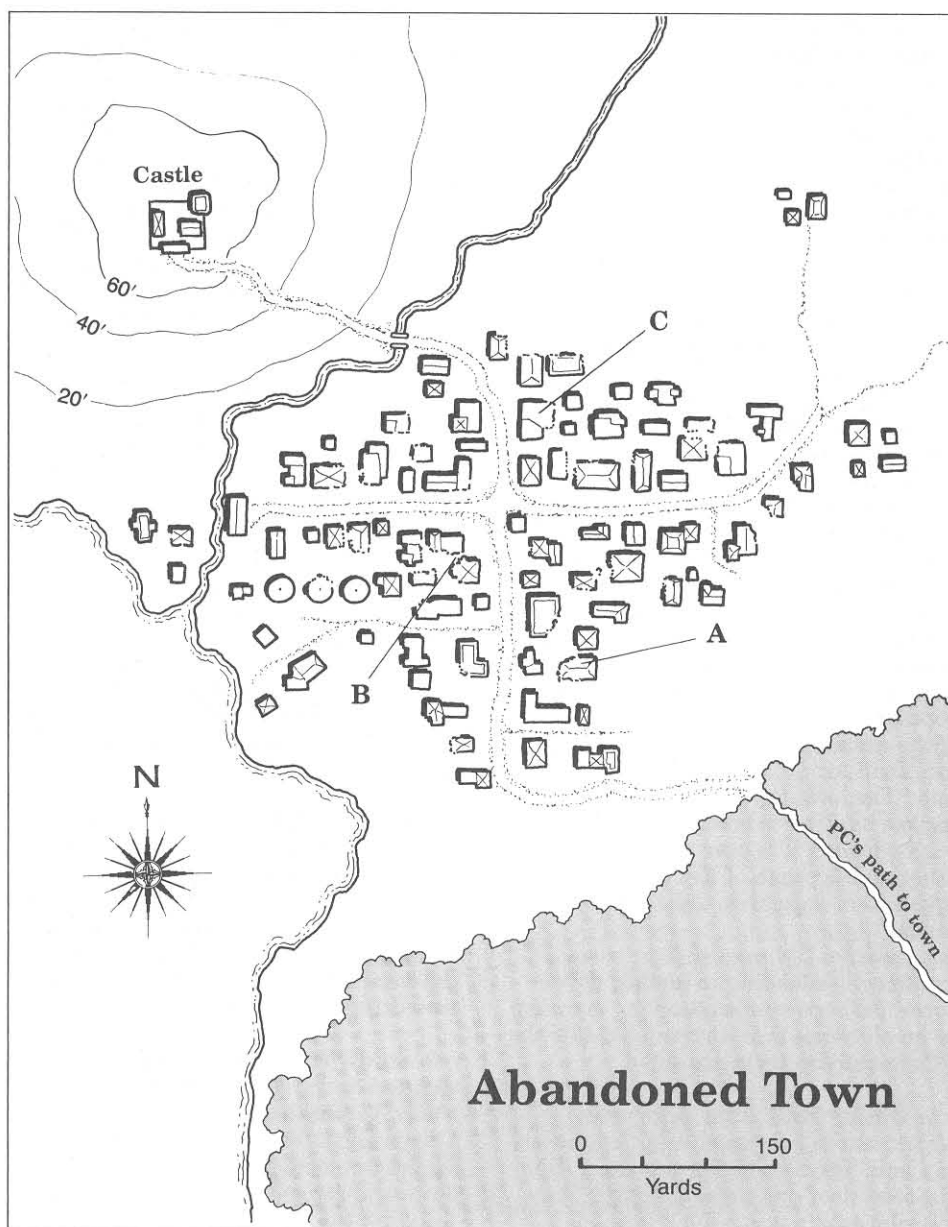 Castle
60'
40'
20'
C
A
B
N
PC's path to town
Abandoned Town
0 150
Yards